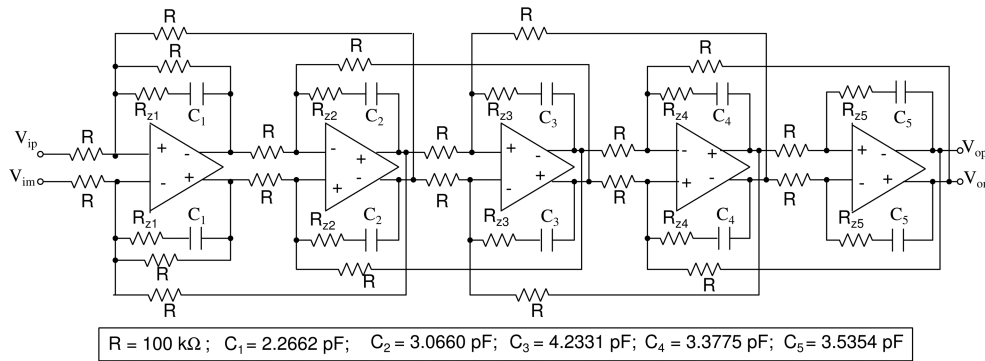 R
R
R
R
R
R
R
Rz1
C1
Rz2
C2
Rz3
C3
Rz4
C4
Rz5
C5
Vip
R
R
R
R
R
Vop
Vim
Von
R
R
R
R
R
Rz1
C1
Rz2
C2
Rz3
C3
Rz4
C4
Rz5
C5
R
R
R
R
R
R = 100 kΩ ; C1 = 2.2662 pF; C2 = 3.0660 pF; C3 = 4.2331 pF; C4 = 3.3775 pF; C5 = 3.5354 pF